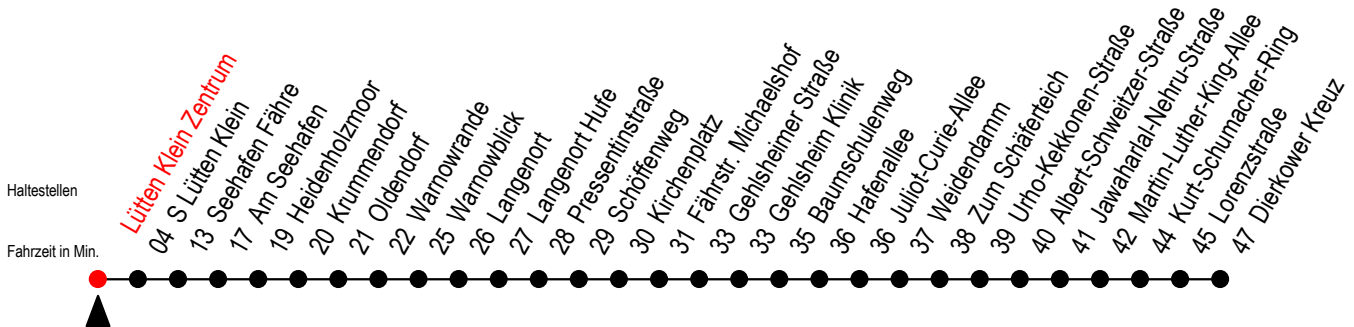 Haltestellen
Fahrzeit in Min.
Lütten Klein Zentrum
04 S Lütten Klein
13 Seehafen Fähre
17 Am Seehafen
19 Heidenholzmoor
20 Krummendorf
21 Oldendorf
22 Warnowrande
25 Warnowblick
26 Langenort
27 Langenort Hufe
28 Pressentinstraße
29 Schöffenweg
30 Kirchenplatz
31 Fährstr. Michaelshof
33 Gehlsheimer Straße
33 Gehlsheim Klinik
35 Baumschulenweg
36 Hafenallee
36 Juliot-Curie-Allee
37 Weidendamm
38 Zum Schäferteich
39 Urho-Kekkonen-Straße
40 Albert-Schweitzer-Straße
41 Jawaharlal-Nehru-Straße
42 Martin-Luther-King-Allee
44 Kurt-Schumacher-Ring
45 Lorenzstraße
47 Dierkower Kreuz